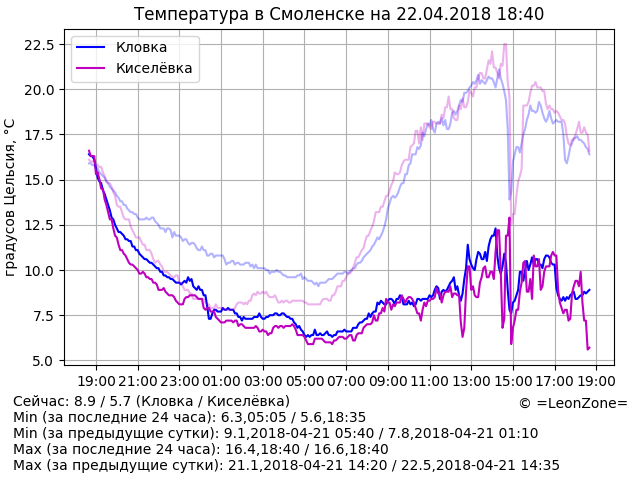 Температура в Смоленске на 22.04.2018 18:40
Кловка
Киселёвка
градусов Цельсия, °C
22.5
20.0
17.5
15.0
12.5
10.0
7.5
5.0
19:00 21:00 23:00 01:00 03:00 05:00 07:00 09:00 11:00 13:00 15:00 17:00 19:00
Сейчас: 8.9 / 5.7 (Кловка / Киселёвка)
© =LeonZone=
Min (за последние 24 часа): 6.3,05:05 / 5.6,18:35
Min (за предыдущие сутки): 9.1,2018-04-21 05:40 / 7.8,2018-04-21 01:10
Max (за последние 24 часа): 16.4,18:40 / 16.6,18:40
Max (за предыдущие сутки): 21.1,2018-04-21 14:20 / 22.5,2018-04-21 14:35